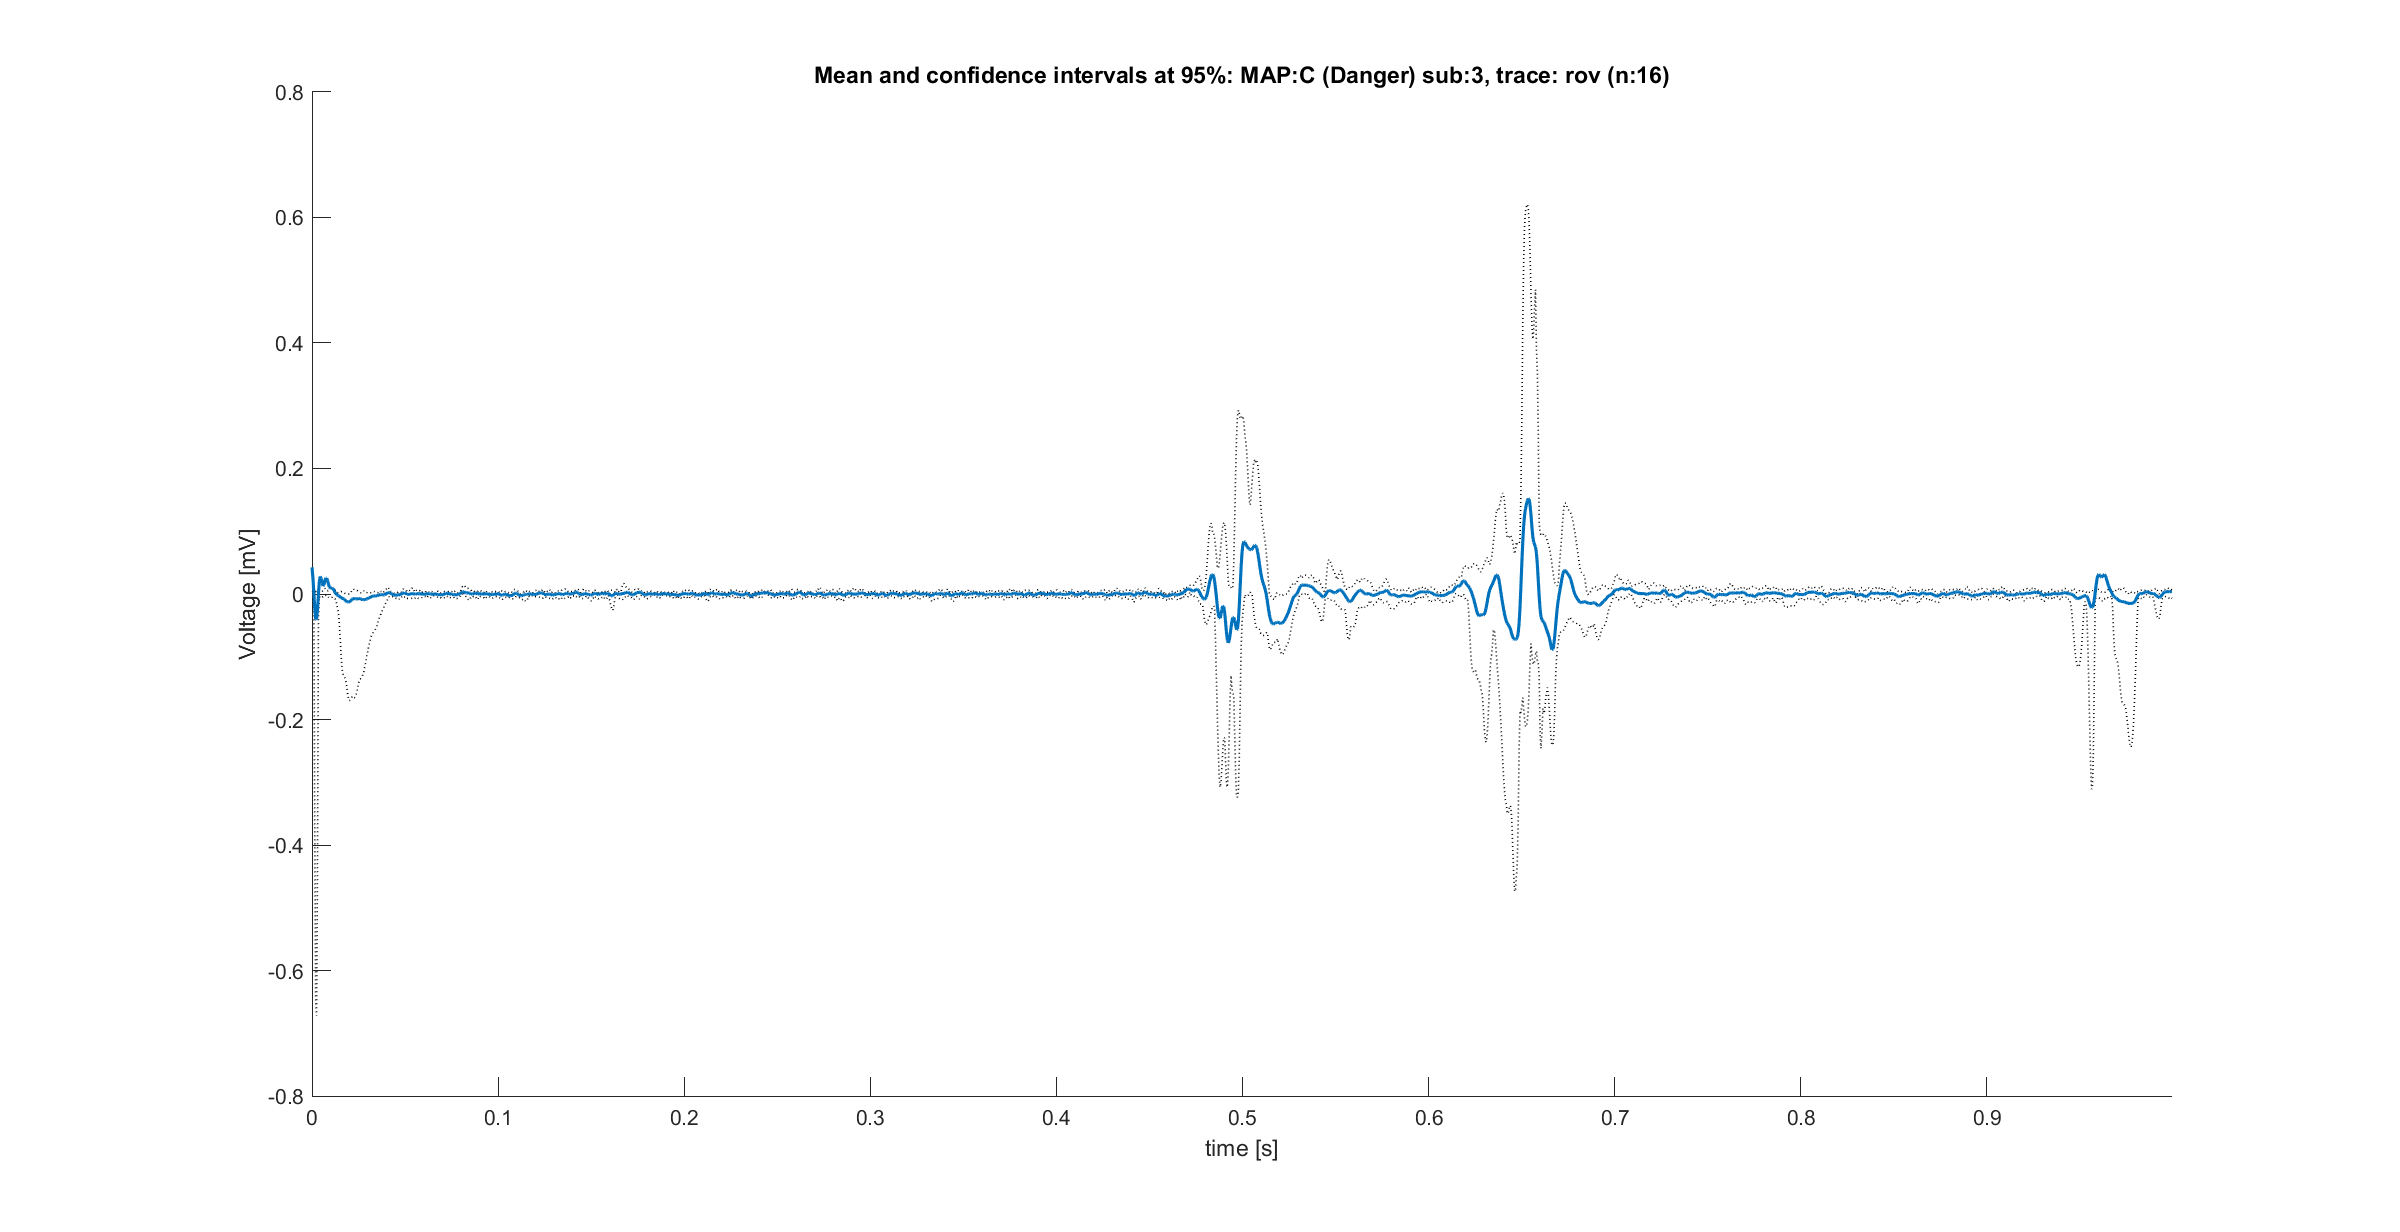 Mean and confidence intervals at 95%: MAP:C (Danger) sub:3, trace: rov (n:16)
0.8
0.6
0.4
0.2
0
-0.2
-0.4
-0.6
-0.8
Voltage [mV]
0 0.1 0.2 0.3 0.4 0.5 0.6 0.7 0.8 0.9
time [s]